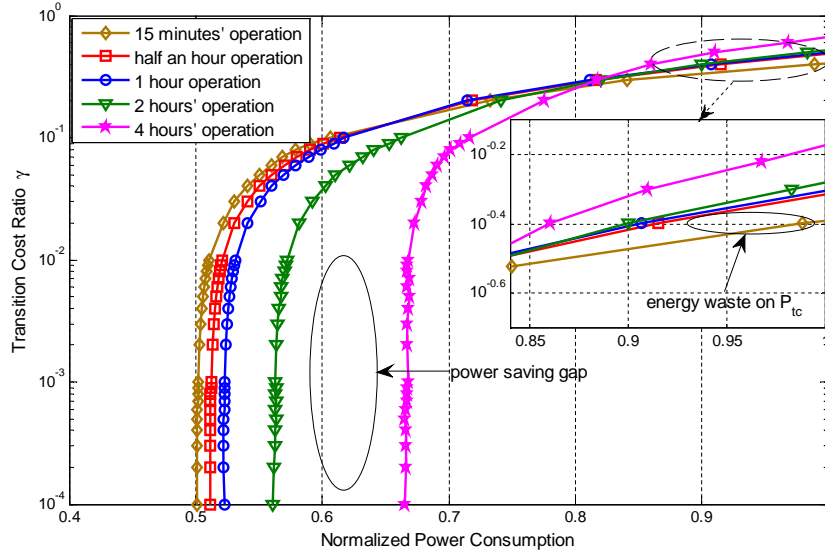 10^0
15 minutes' operation
half an hour operation
1 hour operation
2 hours' operation
4 hours' operation
10^-1
10^-2
10^-3
10^-4
Transition Cost Ratio γ
10^-0.2
10^-0.4
10^-0.6
0.85 0.9 0.95
energy waste on P_tc
power saving gap
0.4 0.5 0.6 0.7 0.8 0.9
Normalized Power Consumption